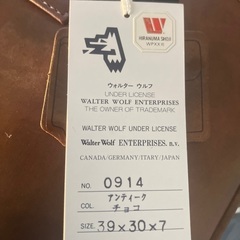 W
HIRANUMA SHOJI
ウォルター ウルフ
UNDER LICENSE
WALTER WOLF ENTERPRISES
THE OWNER OF TRADEMARK
WALTER WOLF UNDER LICENSE
Walter Wolf ENTERPRISES. n.v.
CANADA/GERMANY/ITARY/JAPAN
NO. 0914
アンティーク
COL. チョコ
SIZE. 39×30×7